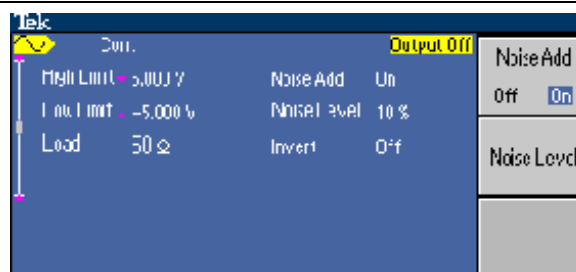 Tek
Con. Output Off
High Limit 5.000 V Noise Add On
Low Limit -5.000 V Noise Level 10 %
Load 50 Ω Invert Off
Noise Add
Off On
Noise Level